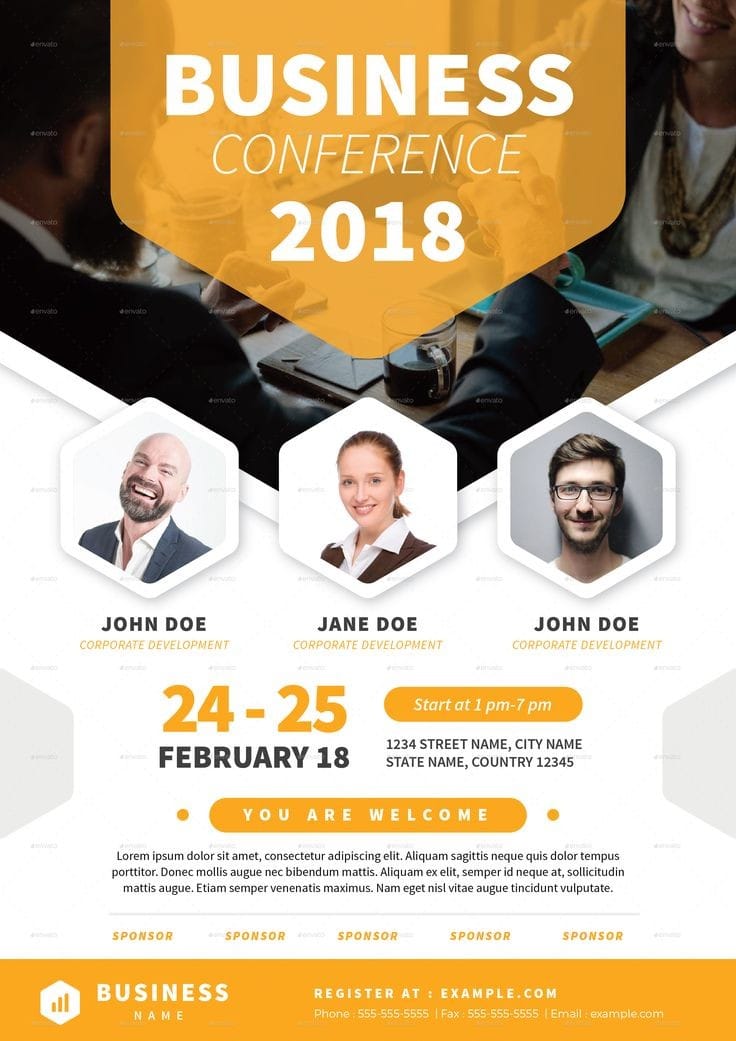 BUSINESS
CONFERENCE
2018
JOHN DOE
CORPORATE DEVELOPMENT
JANE DOE
CORPORATE DEVELOPMENT
JOHN DOE
CORPORATE DEVELOPMENT
24 - 25
FEBRUARY 18
Start at 1 pm-7 pm
1234 STREET NAME, CITY NAME
STATE NAME, COUNTRY 12345
YOU ARE WELCOME
Lorem ipsum dolor sit amet, consectetur adipiscing elit. Aliquam sagittis neque quis dolor tempus
porttitor. Donec mollis augue nec bibendum mattis. Aliquam ex elit, semper id neque at, sollicitudin
mattis augue. Etiam semper venenatis maximus. Nam eget nisl vitae augue tincidunt vulputate.
SPONSOR SPONSOR SPONSOR SPONSOR SPONSOR
BUSINESS
NAME
REGISTER AT : EXAMPLE.COM
Phone : 555-555-5555 | Fax : 555-555-5555 | Email : example.com
envato